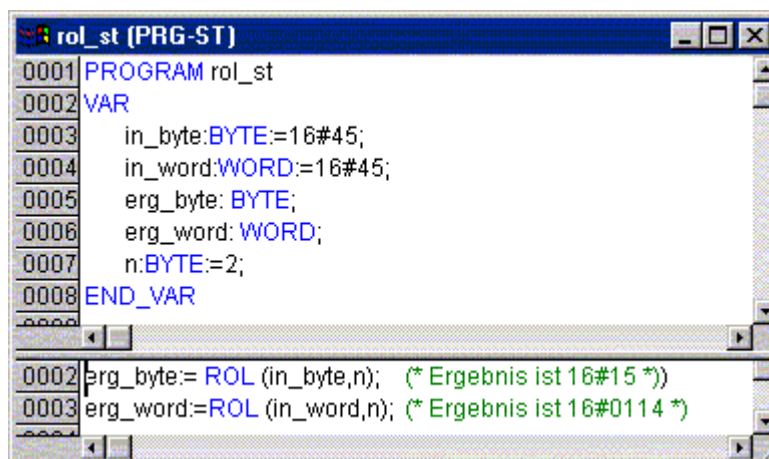 rol_st (PRG-ST)
0001 PROGRAM rol_st
0002 VAR
0003 in_byte:BYTE:=16#45;
0004 in_word:WORD:=16#45;
0005 erg_byte: BYTE;
0006 erg_word: WORD;
0007 n:BYTE:=2;
0008 END_VAR
0002 erg_byte:= ROL (in_byte,n); (* Ergebnis ist 16#15 *))
0003 erg_word:=ROL (in_word,n); (* Ergebnis ist 16#0114 *)